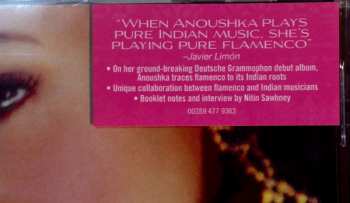 "WHEN ANOUSHKA PLAYS
PURE INDIAN MUSIC, SHE'S
PLAYING PURE FLAMENCO"
–Javier Limón
• On her ground-breaking Deutsche Grammophon debut album,
Anoushka traces flamenco to its Indian roots
• Unique collaboration between flamenco and Indian musicians
• Booklet notes and interview by Nitin Sawhney
00289 477 9363